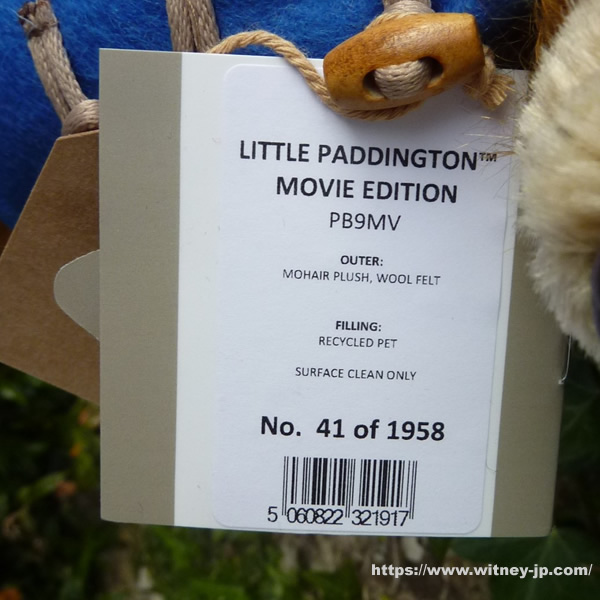 LITTLE PADDINGTON™
MOVIE EDITION
PB9MV
OUTER:
MOHAIR PLUSH, WOOL FELT
FILLING:
RECYCLED PET
SURFACE CLEAN ONLY
No. 41 of 1958
5 060822 321917
https://www.witney-jp.com/